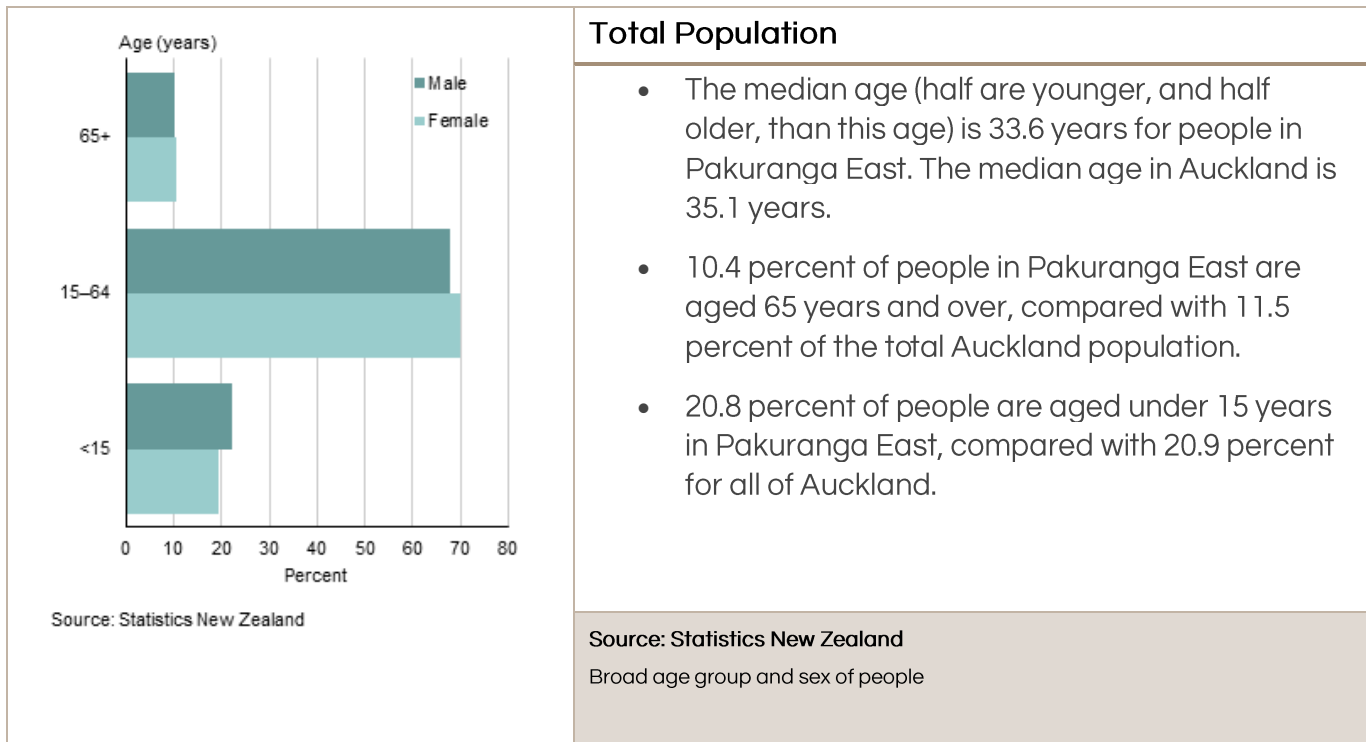 Age (years)
Male
Female
65+
15–64
<15
0 10 20 30 40 50 60 70 80
Percent
Source: Statistics New Zealand
Total Population
• The median age (half are younger, and half
older, than this age) is 33.6 years for people in
Pakuranga East. The median age in Auckland is
35.1 years.
• 10.4 percent of people in Pakuranga East are
aged 65 years and over, compared with 11.5
percent of the total Auckland population.
• 20.8 percent of people are aged under 15 years
in Pakuranga East, compared with 20.9 percent
for all of Auckland.
Source: Statistics New Zealand
Broad age group and sex of people